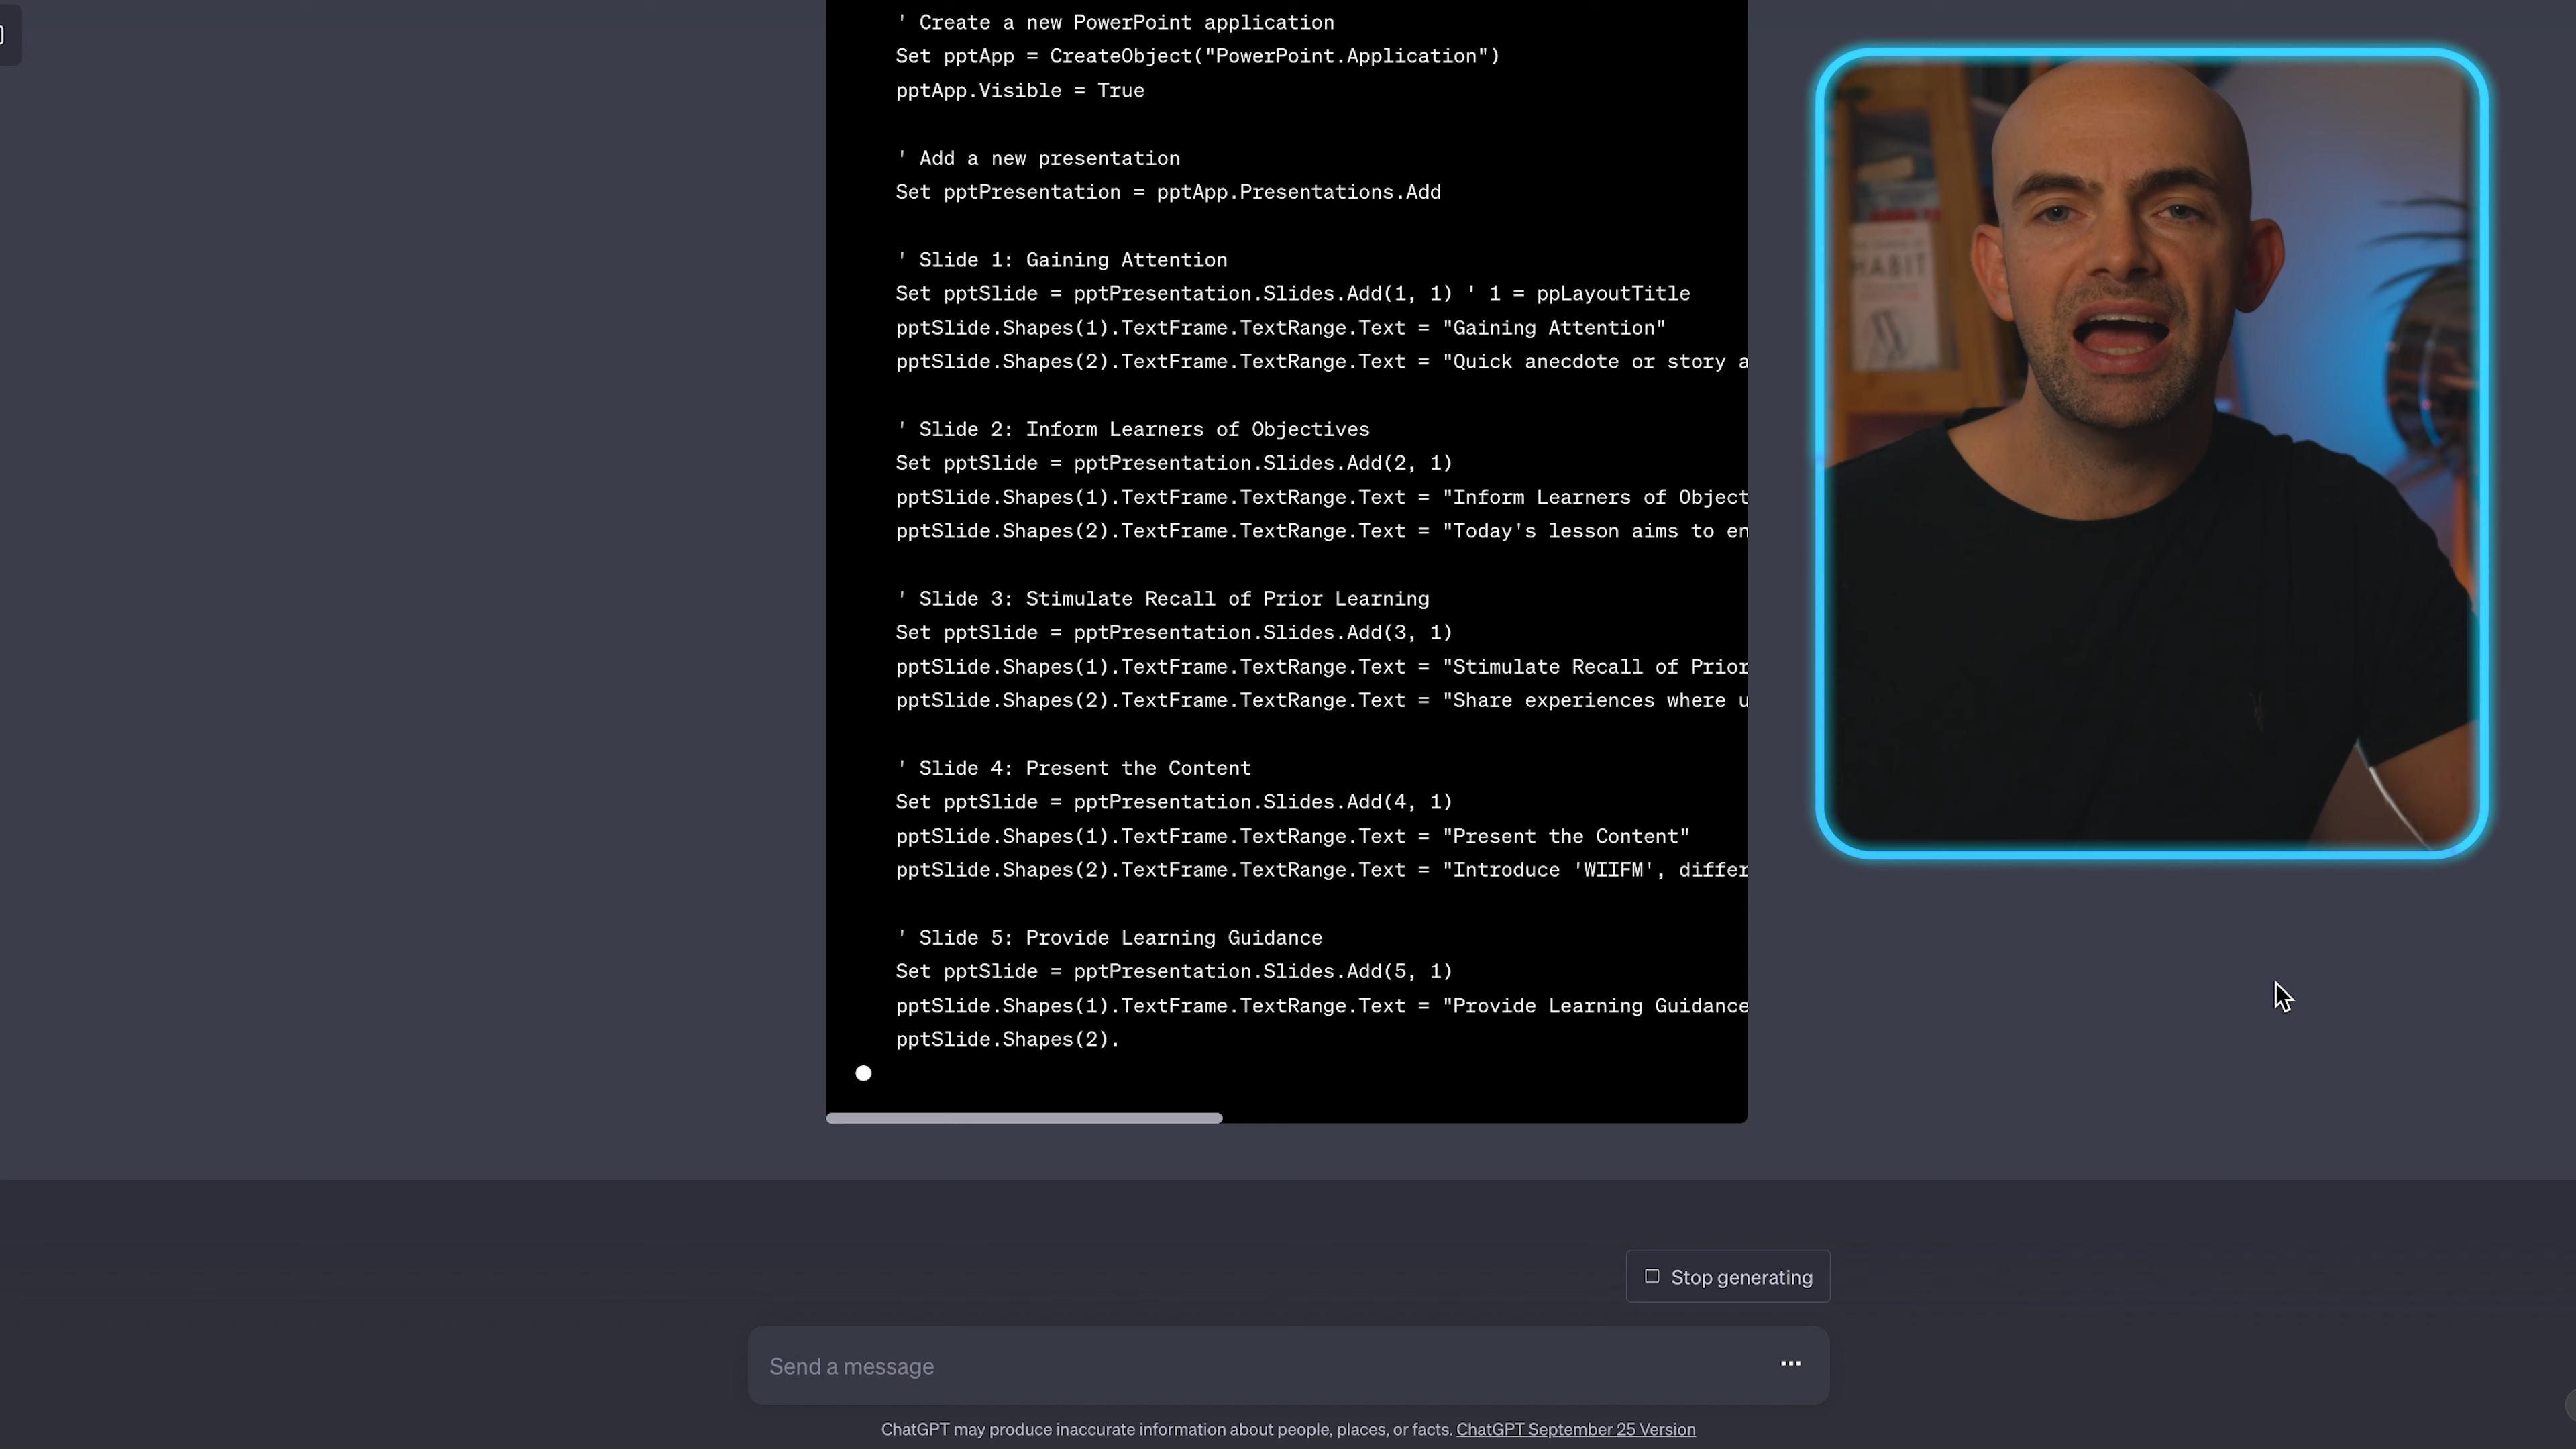 ' Create a new PowerPoint application
Set pptApp = CreateObject("PowerPoint.Application")
pptApp.Visible = True
' Add a new presentation
Set pptPresentation = pptApp.Presentations.Add
' Slide 1: Gaining Attention
Set pptSlide = pptPresentation.Slides.Add(1, 1) ' 1 = ppLayoutTitle
pptSlide.Shapes(1).TextFrame.TextRange.Text = "Gaining Attention"
pptSlide.Shapes(2).TextFrame.TextRange.Text = "Quick anecdote or story a
' Slide 2: Inform Learners of Objectives
Set pptSlide = pptPresentation.Slides.Add(2, 1)
pptSlide.Shapes(1).TextFrame.TextRange.Text = "Inform Learners of Object
pptSlide.Shapes(2).TextFrame.TextRange.Text = "Today's lesson aims to en
' Slide 3: Stimulate Recall of Prior Learning
Set pptSlide = pptPresentation.Slides.Add(3, 1)
pptSlide.Shapes(1).TextFrame.TextRange.Text = "Stimulate Recall of Prior
pptSlide.Shapes(2).TextFrame.TextRange.Text = "Share experiences where u
' Slide 4: Present the Content
Set pptSlide = pptPresentation.Slides.Add(4, 1)
pptSlide.Shapes(1).TextFrame.TextRange.Text = "Present the Content"
pptSlide.Shapes(2).TextFrame.TextRange.Text = "Introduce 'WIIFM', differ
' Slide 5: Provide Learning Guidance
Set pptSlide = pptPresentation.Slides.Add(5, 1)
pptSlide.Shapes(1).TextFrame.TextRange.Text = "Provide Learning Guidance
pptSlide.Shapes(2).
HABIT
Stop generating
Send a message
ChatGPT may produce inaccurate information about people, places, or facts. ChatGPT September 25 Version